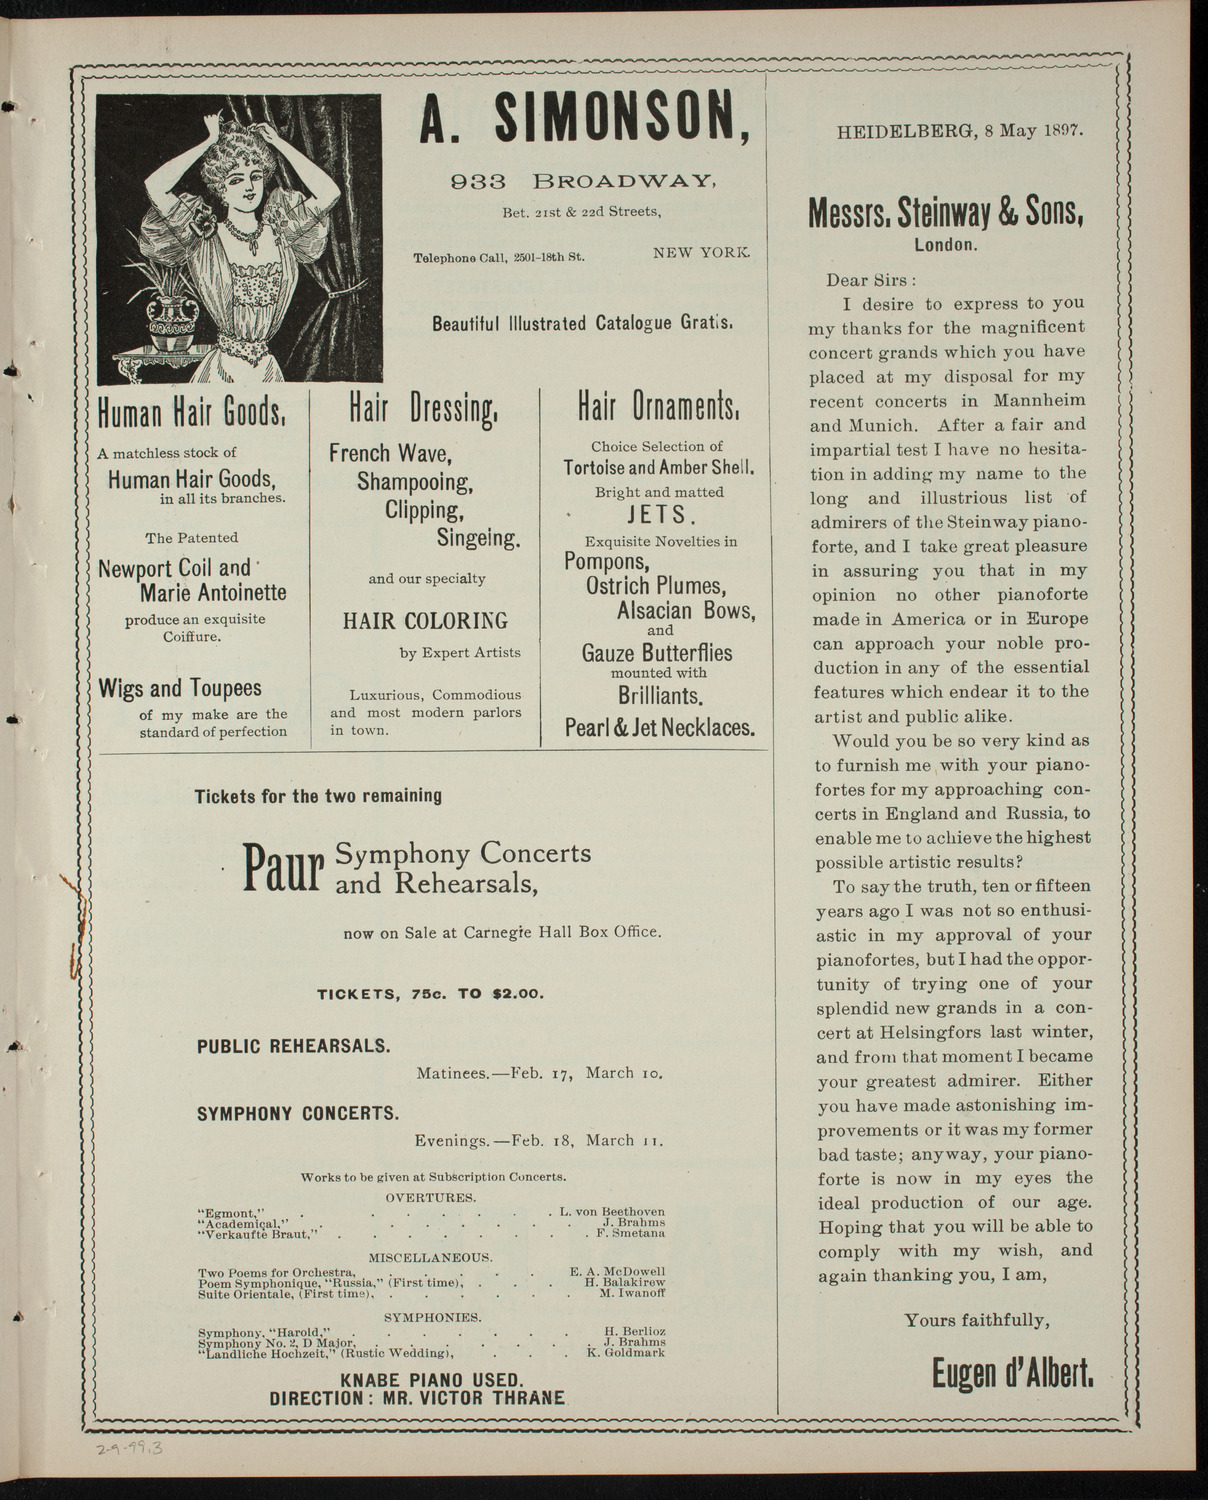 A. SIMONSON,
933 BROADWAY,
Bet. 21st & 22d Streets,
Telephone Call, 2501-18th St. NEW YORK.
Beautiful Illustrated Catalogue Gratis.
Human Hair Goods,
A matchless stock of
Human Hair Goods,
in all its branches.
The Patented
Newport Coil and
Marie Antoinette
produce an exquisite
Coiffure.
Wigs and Toupees
of my make are the
standard of perfection
Hair Dressing,
French Wave,
Shampooing,
Clipping,
Singeing.
and our specialty
HAIR COLORING
by Expert Artists
Luxurious, Commodious
and most modern parlors
in town.
Hair Ornaments.
Choice Selection of
Tortoise and Amber Shell.
Bright and matted
JETS.
Exquisite Novelties in
Pompons,
Ostrich Plumes,
Alsacian Bows,
and
Gauze Butterflies
mounted with
Brilliants.
Pearl & Jet Necklaces.
Tickets for the two remaining
Paur Symphony Concerts
and Rehearsals,
now on Sale at Carnegie Hall Box Office.
TICKETS, 75c. TO $2.00.
PUBLIC REHEARSALS.
Matinees.—Feb. 17, March 10.
SYMPHONY CONCERTS.
Evenings.—Feb. 18, March 11.
Works to be given at Subscription Concerts.
OVERTURES.
"Egmont," . . . . . . . L. von Beethoven
"Academical," . . . . . . . J. Brahms
"Verkaufte Braut," . . . . . . . F. Smetana
MISCELLANEOUS.
Two Poems for Orchestra, . . . . . E. A. McDowell
Poem Symphonique, "Russia," (First time), . . . H. Balakirew
Suite Orientale, (First time), . . . . . . M. Iwanoff
SYMPHONIES.
Symphony, "Harold," . . . . . . . H. Berlioz
Symphony No. 2, D Major, . . . . . . . J. Brahms
"Landliche Hochzeit," (Rustic Wedding), . . . K. Goldmark
KNABE PIANO USED.
DIRECTION: MR. VICTOR THRANE
HEIDELBERG, 8 May 1897.
Messrs. Steinway & Sons,
London.
Dear Sirs :
I desire to express to you
my thanks for the magnificent
concert grands which you have
placed at my disposal for my
recent concerts in Mannheim
and Munich. After a fair and
impartial test I have no hesita-
tion in adding my name to the
long and illustrious list of
admirers of the Steinway piano-
forte, and I take great pleasure
in assuring you that in my
opinion no other pianoforte
made in America or in Europe
can approach your noble pro-
duction in any of the essential
features which endear it to the
artist and public alike.
Would you be so very kind as
to furnish me with your piano-
fortes for my approaching con-
certs in England and Russia, to
enable me to achieve the highest
possible artistic results?
To say the truth, ten or fifteen
years ago I was not so enthusi-
astic in my approval of your
pianofortes, but I had the oppor-
tunity of trying one of your
splendid new grands in a con-
cert at Helsingfors last winter,
and from that moment I became
your greatest admirer. Either
you have made astonishing im-
provements or it was my former
bad taste; anyway, your piano-
forte is now in my eyes the
ideal production of our age.
Hoping that you will be able to
comply with my wish, and
again thanking you, I am,
Yours faithfully,
Eugen d'Albert.
2-9-99.3